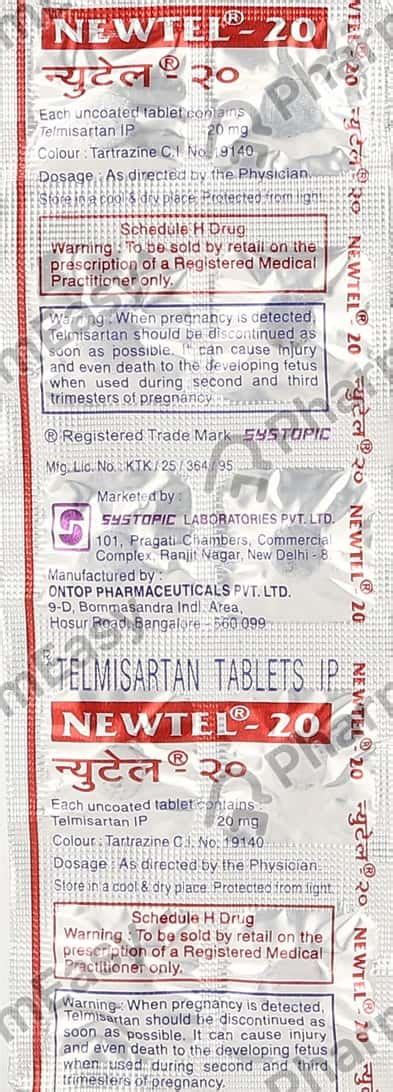 NEWTEL® - 20
न्युटेल® - २०
Each uncoated tablet contains
Telmisartan IP 20 mg
Colour : Tartrazine C.I. No. 19140
Dosage : As directed by the Physician.
Store in a cool & dry place. Protected from light.
Schedule H Drug
Warning : To be sold by retail on the
prescription of a Registered Medical
Practitioner only.
Warning : When pregnancy is detected,
Telmisartan should be discontinued as
soon as possible. It can cause injury
and even death to the developing fetus
when used during second and third
trimesters of pregnancy.
® Registered Trade Mark SYSTOPIC
Mfg. Lic. No.: KTK / 25 / 364 / 95
Marketed by :
S SYSTOPIC LABORATORIES PVT. LTD.
101, Pragati Chambers, Commercial
Complex, Ranjit Nagar, New Delhi - 8.
Manufactured by :
ONTOP PHARMACEUTICALS PVT. LTD.
9-D, Bommasandra Indl. Area,
Hosur Road, Bangalore - 560 099
℞ TELMISARTAN TABLETS IP
NEWTEL® - 20
न्युटेल® - २०
Each uncoated tablet contains :
Telmisartan IP 20 mg
Colour : Tartrazine C.I. No. 19140
Dosage : As directed by the Physician.
Store in a cool & dry place. Protected from light.
Schedule H Drug
Warning : To be sold by retail on the
prescription of a Registered Medical
Practitioner only.
Warning : When pregnancy is detected,
Telmisartan should be discontinued as
soon as possible. It can cause injury
and even death to the developing fetus
when used during second and third
trimesters of pregnancy.
20 न्युटेल® २० NEWTEL® 20 न्युटेल® २० NEWTEL® 20 न्युटेल® २० NEWTEL® 20 न्युटेल® २० NEWTEL® 20
PharmEasy